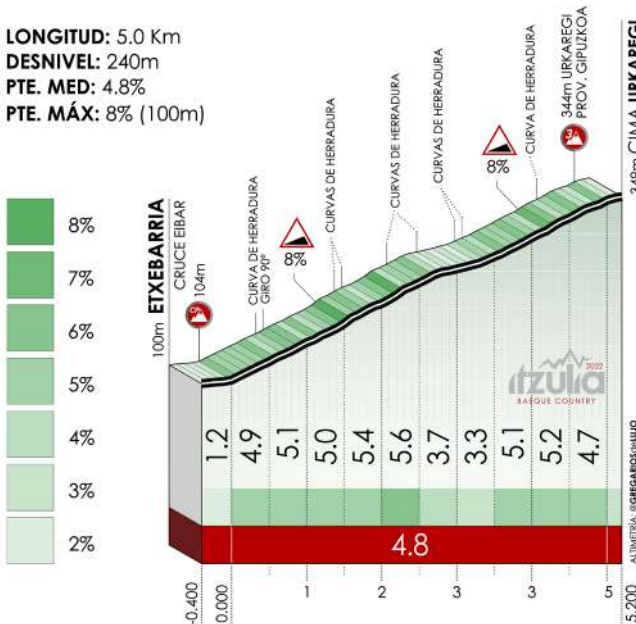 LONGITUD: 5.0 Km
DESNIVEL: 240m
PTE. MED: 4.8%
PTE. MÁX: 8% (100m)
8%
7%
6%
5%
4%
3%
2%
100m ETXEBARRIA
CRUCE EIBAR
104m
CURVA DE HERRADURA
GIRO 90º
8%
CURVAS DE HERRADURA
CURVAS DE HERRADURA
CURVAS DE HERRADURA
8%
CURVA DE HERRADURA
344m URKAREGI
PROV. GIPUZKOA
3ª
349m CIMA URKAREGI
itzulia 2022
BASQUE COUNTRY
1.2 4.9 5.1 5.0 5.4 5.6 3.7 3.3 5.1 5.2 4.7
4.8
-0.400 0.000 1 2 3 3 5 5.200
ALTIMETRÍA: @GREGARIOSdeLUJO